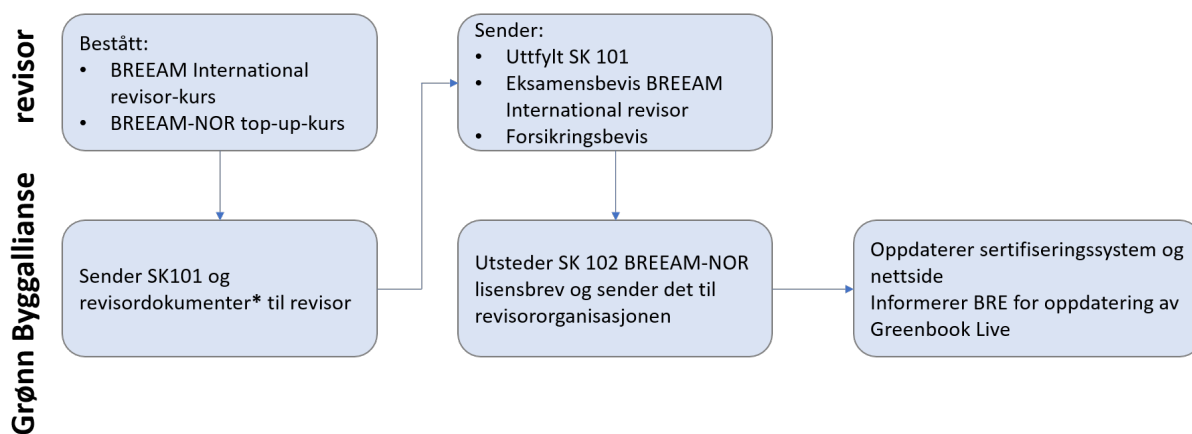 revisor
Bestått:
• BREEAM International
revisor-kurs
• BREEAM-NOR top-up-kurs
Sender:
• Uttfylt SK 101
• Eksamensbevis BREEAM
International revisor
• Forsikringsbevis
Grønn Byggallianse
Sender SK101 og
revisordokumenter* til revisor
Utsteder SK 102 BREEAM-NOR
lisensbrev og sender det til
revisororganisasjonen
Oppdaterer sertifiseringssystem og
nettside
Informerer BRE for oppdatering av
Greenbook Live